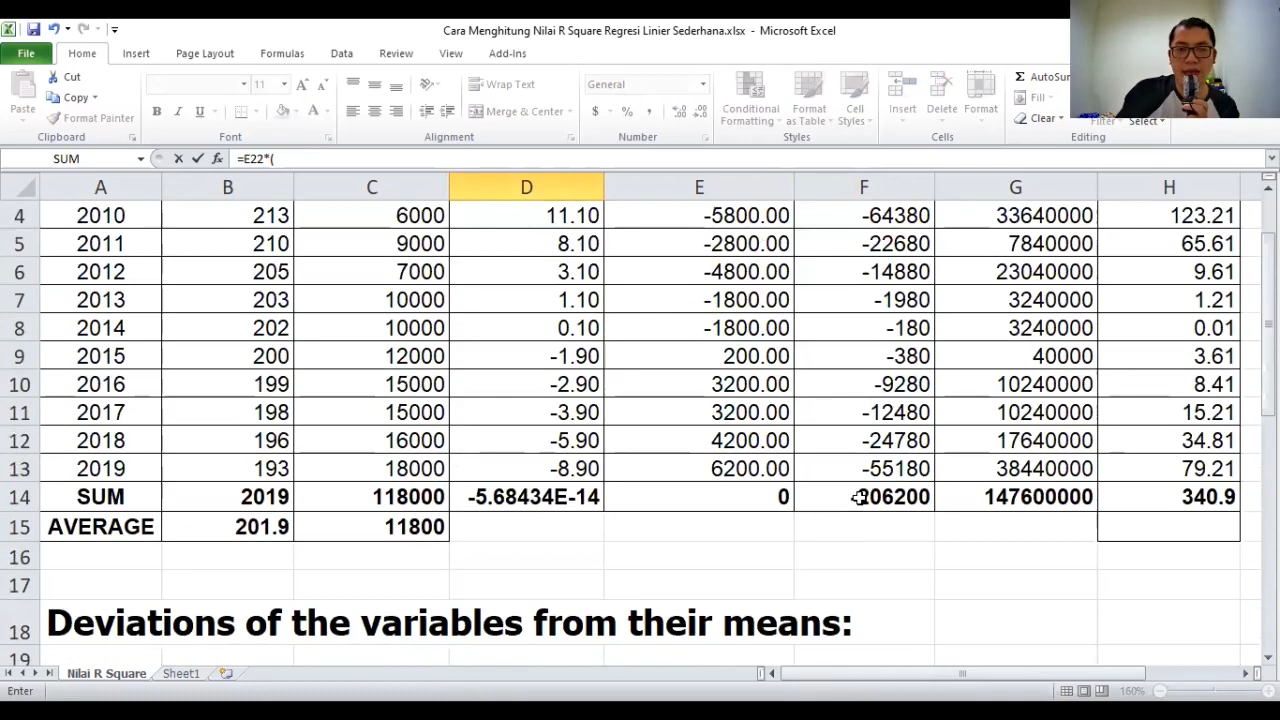 Cara Menghitung Nilai R Square Regresi Linier Sederhana.xlsx - Microsoft Excel
File Home Insert Page Layout Formulas Data Review View Add-Ins
Cut
Copy
Format Painter
Paste
Clipboard
11 A A
B I U A
Font
Wrap Text
Merge & Center
Alignment
General
$ % ,
Number
Conditional Formatting
Format as Table
Cell Styles
Styles
Insert Delete Format
Cells
Σ AutoSum
Fill
Clear
Filter Select
Editing
SUM fx =E22*(
A B C D E F G H
4 2010 213 6000 11.10 -5800.00 -64380 33640000 123.21
5 2011 210 9000 8.10 -2800.00 -22680 7840000 65.61
6 2012 205 7000 3.10 -4800.00 -14880 23040000 9.61
7 2013 203 10000 1.10 -1800.00 -1980 3240000 1.21
8 2014 202 10000 0.10 -1800.00 -180 3240000 0.01
9 2015 200 12000 -1.90 200.00 -380 40000 3.61
10 2016 199 15000 -2.90 3200.00 -9280 10240000 8.41
11 2017 198 15000 -3.90 3200.00 -12480 10240000 15.21
12 2018 196 16000 -5.90 4200.00 -24780 17640000 34.81
13 2019 193 18000 -8.90 6200.00 -55180 38440000 79.21
14 SUM 2019 118000 -5.68434E-14 0 -206200 147600000 340.9
15 AVERAGE 201.9 11800
16
17
18 Deviations of the variables from their means:
19
Nilai R Square Sheet1
Enter 160%